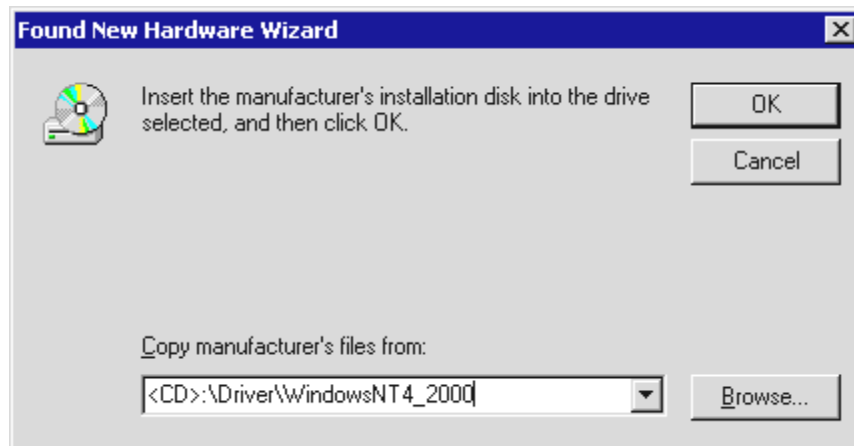 Found New Hardware Wizard
Insert the manufacturer's installation disk into the drive
selected, and then click OK.
OK
Cancel
Copy manufacturer's files from:
<CD>:\Driver\WindowsNT4_2000
Browse...